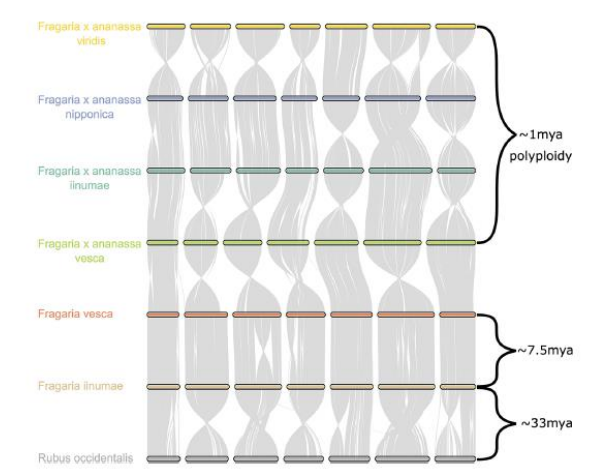 Fragaria x ananassa
viridis
Fragaria x ananassa
nipponica
~1mya
polyploidy
Fragaria x ananassa
iinumae
Fragaria x ananassa
vesca
Fragaria vesca
~7.5mya
Fragaria iinumae
~33mya
Rubus occidentalis